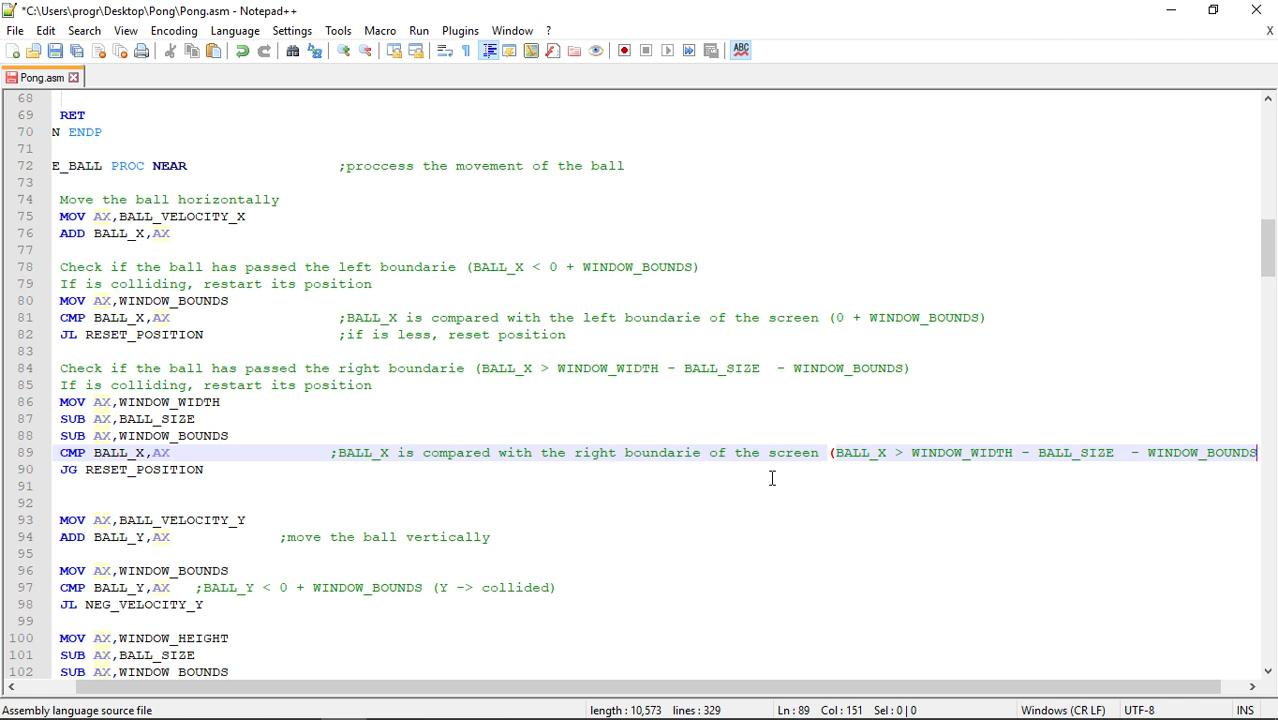 *C:\Users\progr\Desktop\Pong\Pong.asm - Notepad++
File Edit Search View Encoding Language Settings Tools Macro Run Plugins Window ? X
Pong.asm
68
69 RET
70 N ENDP
71
72 E_BALL PROC NEAR ;proccess the movement of the ball
73
74 Move the ball horizontally
75 MOV AX,BALL_VELOCITY_X
76 ADD BALL_X,AX
77
78 Check if the ball has passed the left boundarie (BALL_X < 0 + WINDOW_BOUNDS)
79 If is colliding, restart its position
80 MOV AX,WINDOW_BOUNDS
81 CMP BALL_X,AX ;BALL_X is compared with the left boundarie of the screen (0 + WINDOW_BOUNDS)
82 JL RESET_POSITION ;if is less, reset position
83
84 Check if the ball has passed the right boundarie (BALL_X > WINDOW_WIDTH - BALL_SIZE  - WINDOW_BOUNDS)
85 If is colliding, restart its position
86 MOV AX,WINDOW_WIDTH
87 SUB AX,BALL_SIZE
88 SUB AX,WINDOW_BOUNDS
89 CMP BALL_X,AX ;BALL_X is compared with the right boundarie of the screen (BALL_X > WINDOW_WIDTH - BALL_SIZE  - WINDOW_BOUNDS
90 JG RESET_POSITION
91
92
93 MOV AX,BALL_VELOCITY_Y
94 ADD BALL_Y,AX ;move the ball vertically
95
96 MOV AX,WINDOW_BOUNDS
97 CMP BALL_Y,AX ;BALL_Y < 0 + WINDOW_BOUNDS (Y -> collided)
98 JL NEG_VELOCITY_Y
99
100 MOV AX,WINDOW_HEIGHT
101 SUB AX,BALL_SIZE
102 SUB AX,WINDOW_BOUNDS
Assembly language source file length : 10,573 lines : 329 Ln : 89 Col : 151 Sel : 0 | 0 Windows (CR LF) UTF-8 INS